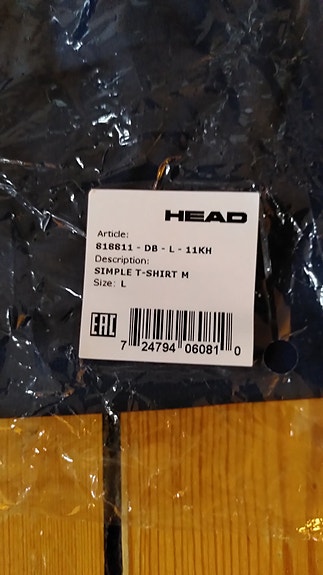 HEAD
Article:
818811 - DB - L - 11KH
Description:
SIMPLE T-SHIRT M
Size: L
EAC
7 24794 06081 0